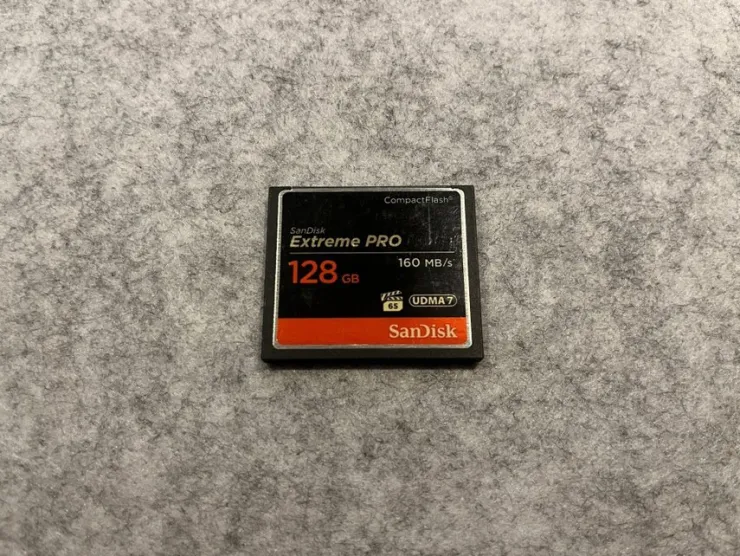 CompactFlash®
SanDisk
Extreme PRO
128 GB
160 MB/s
65
UDMA 7
SanDisk